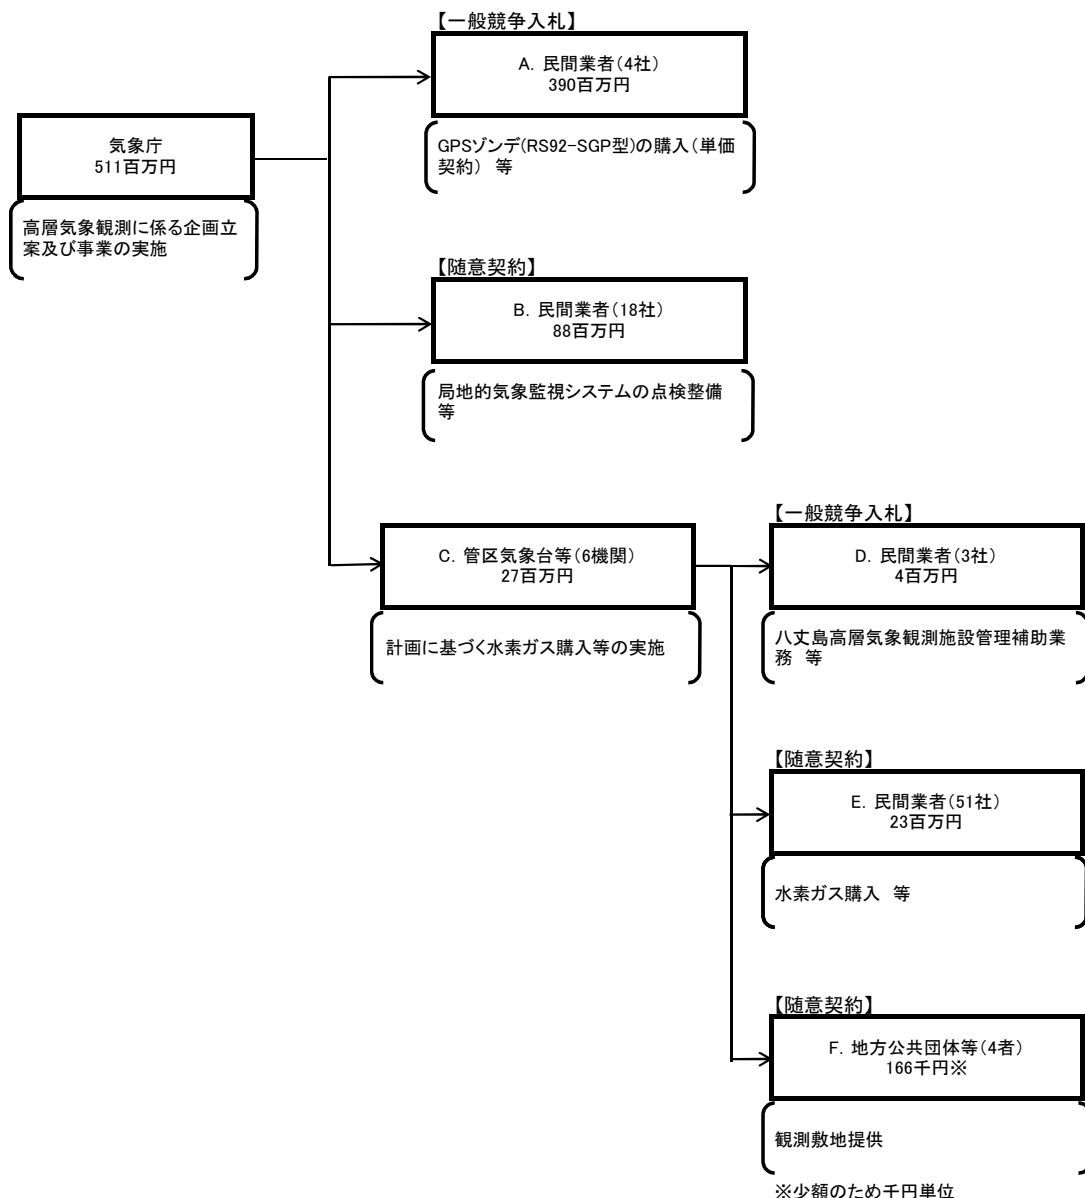 【一般競争入札】
A. 民間業者(4社)
390百万円
GPSゾンデ(RS92-SGP型)の購入(単価
契約) 等
気象庁
511百万円
高層気象観測に係る企画立
案及び事業の実施
【随意契約】
B. 民間業者(18社)
88百万円
局地的気象監視システムの点検整備
等
C. 管区気象台等(6機関)
27百万円
計画に基づく水素ガス購入等の実施
【一般競争入札】
D. 民間業者(3社)
4百万円
八丈島高層気象観測施設管理補助業
務 等
【随意契約】
E. 民間業者(51社)
23百万円
水素ガス購入 等
【随意契約】
F. 地方公共団体等(4者)
166千円※
観測敷地提供
※少額のため千円単位